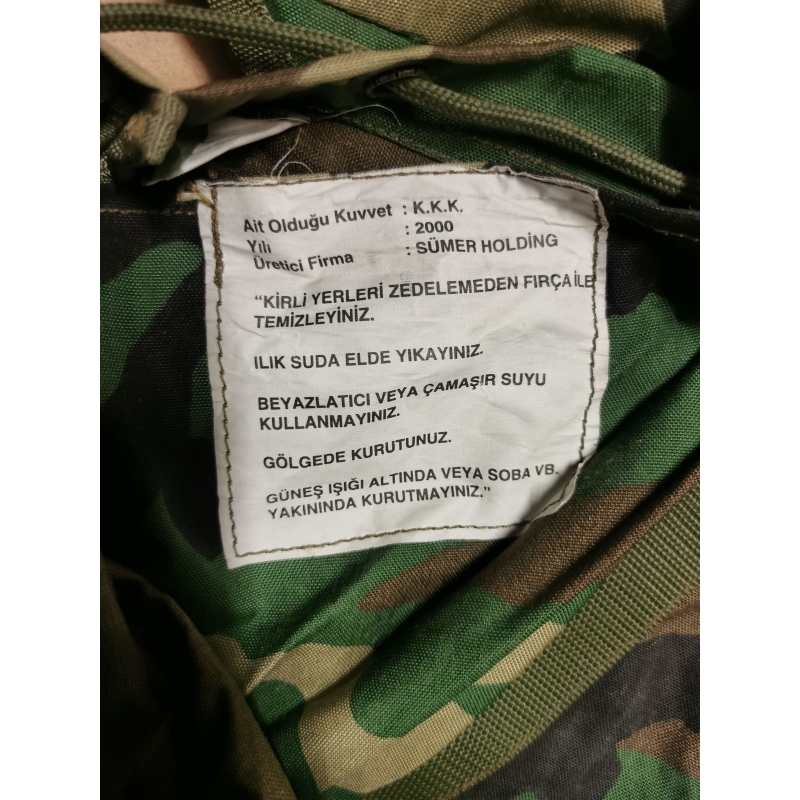 Ait Olduğu Kuvvet : K.K.K.
Yılı : 2000
Üretici Firma : SÜMER HOLDİNG
"KİRLİ YERLERİ ZEDELEMEDEN FIRÇA İLE
TEMİZLEYİNİZ.
ILIK SUDA ELDE YIKAYINIZ.
BEYAZLATICI VEYA ÇAMAŞIR SUYU
KULLANMAYINIZ.
GÖLGEDE KURUTUNUZ.
GÜNEŞ IŞIĞI ALTINDA VEYA SOBA VB.
YAKININDA KURUTMAYINIZ."